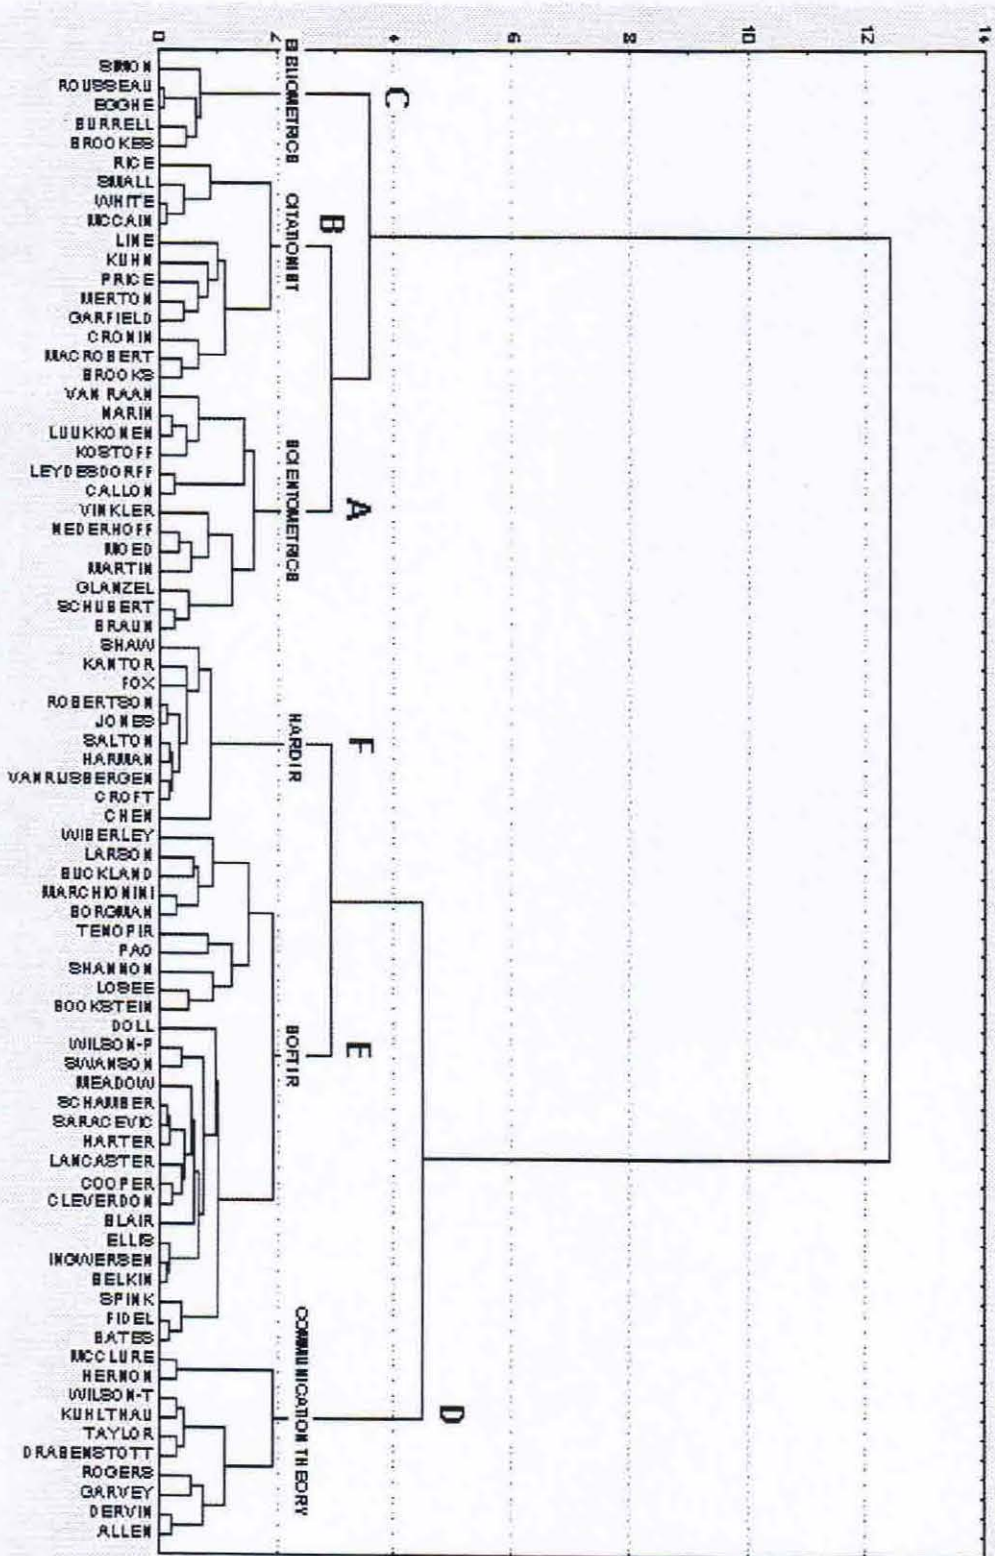 0 2 4 6 8 10 12 14
SIMON
ROUSSEAU
EGGHE
BURRELL
BROOKES
RICE
SMALL
WHITE
MCCAIN
LINE
KUHN
PRICE
MERTON
GARFIELD
CRONIN
MACROBERT
BROOKS
VAN RAAN
NARIN
LUUKKONEN
KOSTOFF
LEYDESDORFF
CALLON
VINKLER
NEDERHOFF
MOED
MARTIN
GLANZEL
SCHUBERT
BRAUN
SHAW
KANTOR
FOX
ROBERTSON
JONES
SALTON
HARMAN
VANRIJSBERGEN
CROFT
CHEN
WIBERLEY
LARSON
BUCKLAND
MARCHIONINI
BORGMAN
TENOPIR
PAO
SHANNON
LOSEE
BOOKSTEIN
DOLL
WILSON-P
SWANSON
MEADOW
SCHAMBER
SARACEVIC
HARTER
LANCASTER
COOPER
CLEVERDON
BLAIR
ELLIS
INGWERSEN
BELKIN
SPINK
FIDEL
BATES
MCCLURE
HERNON
WILSON-T
KUHLTHAU
TAYLOR
DRABENSTOTT
ROGERS
GARVEY
DERVIN
ALLEN
BIBLIOMETRICS
CITATIONIST
SCIENTOMETRICS
HARDIR
SOFTIR
COMMUNICATION THEORY
C
B
A
F
E
D